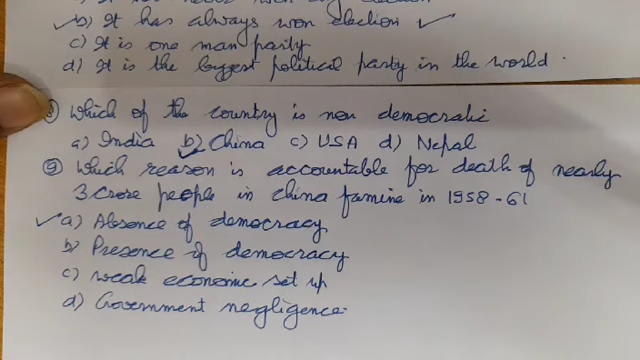 b) It has always won election
c) It is one man party
d) It is the biggest political party in the world.
8) Which of the country is non democratic
a) India b) China c) USA d) Nepal
9) Which reason is accountable for death of nearly
3 crore people in China famine in 1958-61
a) Absence of democracy
b) Presence of democracy
c) weak economic set up
d) Government negligence.